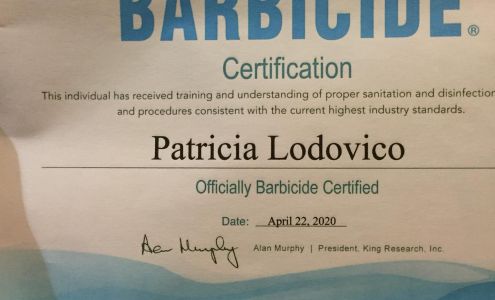 BARBICIDE®
Certification
This individual has received training and understanding of proper sanitation and disinfection
and procedures consistent with the current highest industry standards.
Patricia Lodovico
Officially Barbicide Certified
Date: April 22, 2020
Alan Murphy Alan Murphy | President, King Research, Inc.